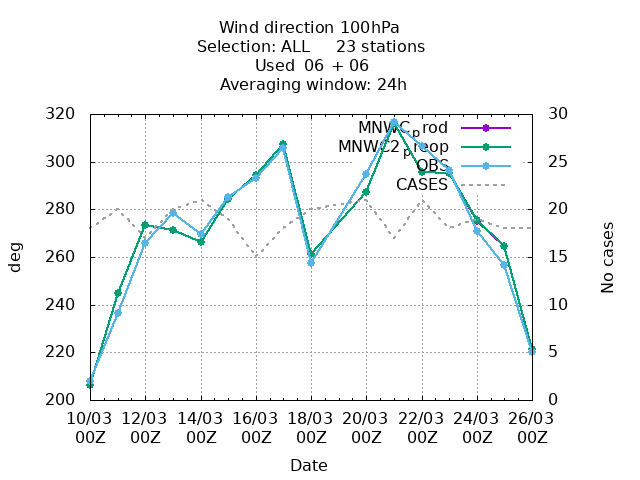 Wind direction 100hPa
Selection: ALL 23 stations
Used 06 + 06
Averaging window: 24h
MNWC_prod
MNWC2_preop
OBS
CASES
320
300
280
260
240
220
200
deg
30
25
20
15
10
5
0
No cases
10/03 12/03 14/03 16/03 18/03 20/03 22/03 24/03 26/03
00Z 00Z 00Z 00Z 00Z 00Z 00Z 00Z 00Z
Date